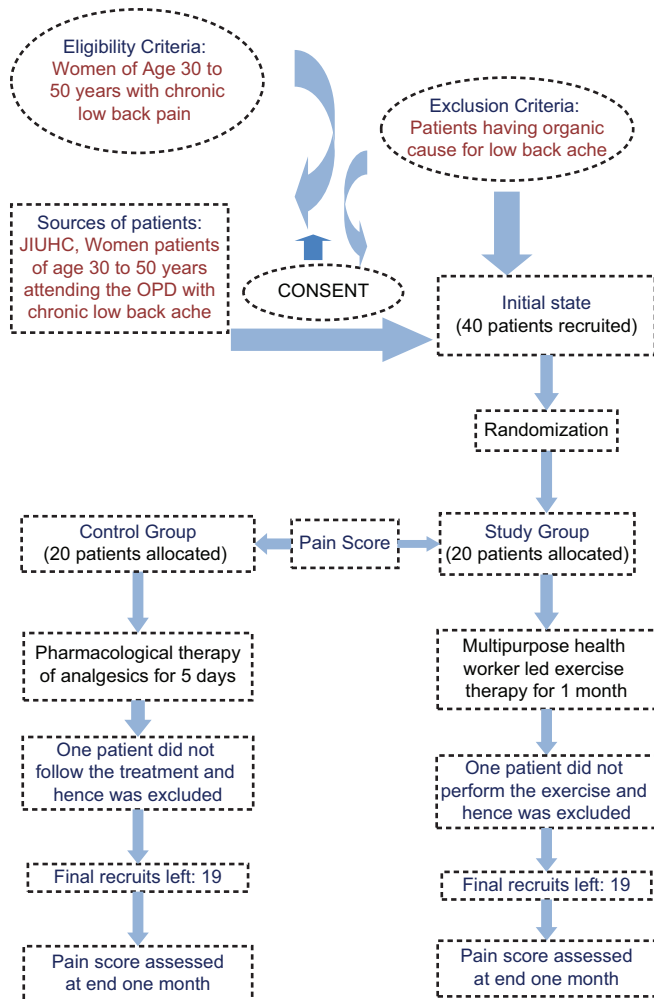 Eligibility Criteria:
Women of Age 30 to
50 years with chronic
low back pain
Exclusion Criteria:
Patients having organic
cause for low back ache
Sources of patients:
JIUHC, Women patients
of age 30 to 50 years
attending the OPD with
chronic low back ache
CONSENT
Initial state
(40 patients recruited)
Randomization
Control Group
(20 patients allocated)
Pain Score
Study Group
(20 patients allocated)
Pharmacological therapy
of analgesics for 5 days
Multipurpose health
worker led exercise
therapy for 1 month
One patient did not
follow the treatment and
hence was excluded
One patient did not
perform the exercise and
hence was excluded
Final recruits left: 19
Final recruits left: 19
Pain score assessed
at end one month
Pain score assessed
at end one month